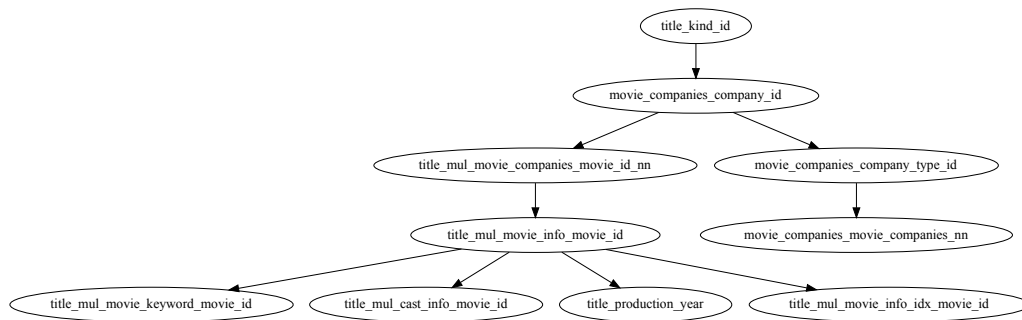 title_kind_id
movie_companies_company_id
title_mul_movie_companies_movie_id_nn
movie_companies_company_type_id
title_mul_movie_info_movie_id
movie_companies_movie_companies_nn
title_mul_movie_keyword_movie_id
title_mul_cast_info_movie_id
title_production_year
title_mul_movie_info_idx_movie_id